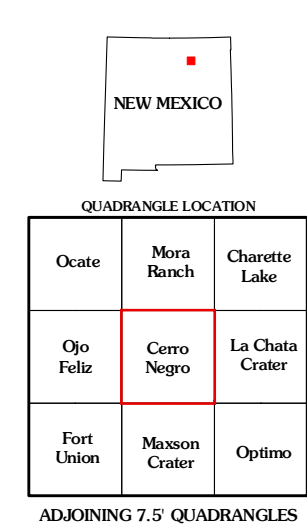 NEW MEXICO
QUADRANGLE LOCATION
Ocate
Mora
Ranch
Charette
Lake
Ojo
Feliz
Cerro
Negro
La Chata
Crater
Fort
Union
Maxson
Crater
Optimo
ADJOINING 7.5' QUADRANGLES